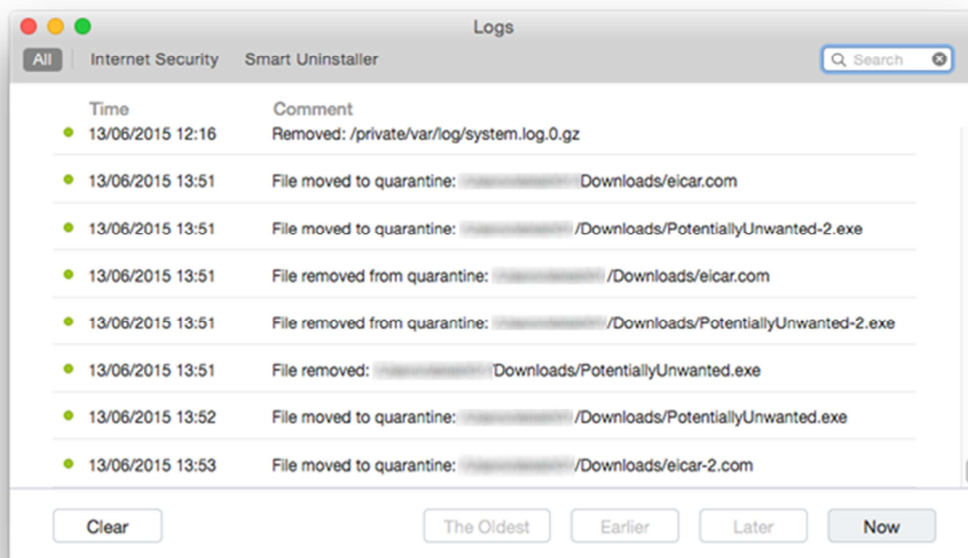 Logs
All Internet Security Smart Uninstaller Search
Time Comment
13/06/2015 12:16 Removed: /private/var/log/system.log.0.gz
13/06/2015 13:51 File moved to quarantine: Downloads/eicar.com
13/06/2015 13:51 File moved to quarantine: /Downloads/PotentiallyUnwanted-2.exe
13/06/2015 13:51 File removed from quarantine: /Downloads/eicar.com
13/06/2015 13:51 File removed from quarantine: /Downloads/PotentiallyUnwanted-2.exe
13/06/2015 13:51 File removed: Downloads/PotentiallyUnwanted.exe
13/06/2015 13:52 File moved to quarantine: /Downloads/PotentiallyUnwanted.exe
13/06/2015 13:53 File moved to quarantine: /Downloads/eicar-2.com
Clear The Oldest Earlier Later Now